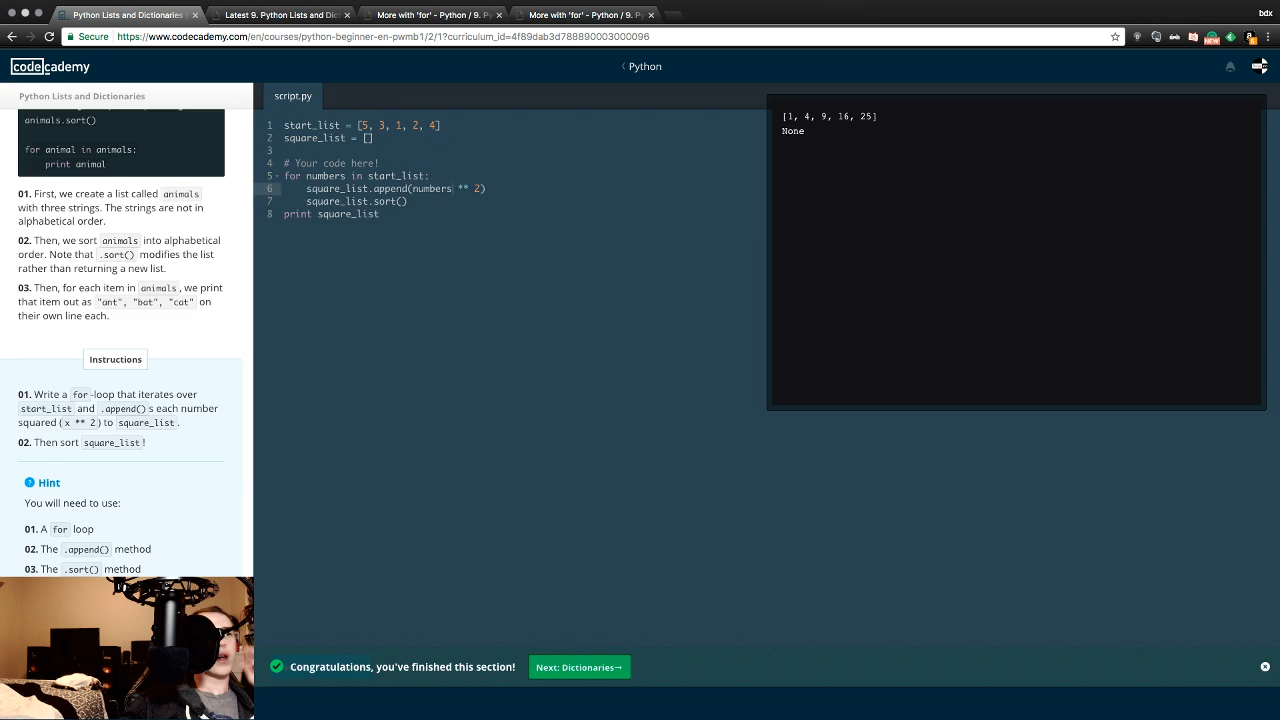 Python Lists and Dictionaries
Latest 9. Python Lists and Dic
More with 'for' - Python / 9. P
More with 'for' - Python / 9. Py
bdx
Secure
https://www.codecademy.com/en/courses/python-beginner-en-pwmb1/2/1?curriculum_id=4f89dab3d788890003000096
NEW
codecademy
Python
Python Lists and Dictionaries
animals.sort()
for animal in animals:
print animal
01. First, we create a list called animals
with three strings. The strings are not in
alphabetical order.
02. Then, we sort animals into alphabetical
order. Note that .sort() modifies the list
rather than returning a new list.
03. Then, for each item in animals, we print
that item out as "ant", "bat", "cat" on
their own line each.
Instructions
01. Write a for-loop that iterates over
start_list and .append()s each number
squared (x ** 2) to square_list.
02. Then sort square_list!
? Hint
You will need to use:
01. A for loop
02. The .append() method
03. The .sort() method
script.py
1 start_list = [5, 3, 1, 2, 4]
2 square_list = []
3
4 # Your code here!
5 for numbers in start_list:
6 square_list.append(numbers ** 2)
7 square_list.sort()
8 print square_list
[1, 4, 9, 16, 25]
None
Congratulations, you've finished this section!
Next: Dictionaries→